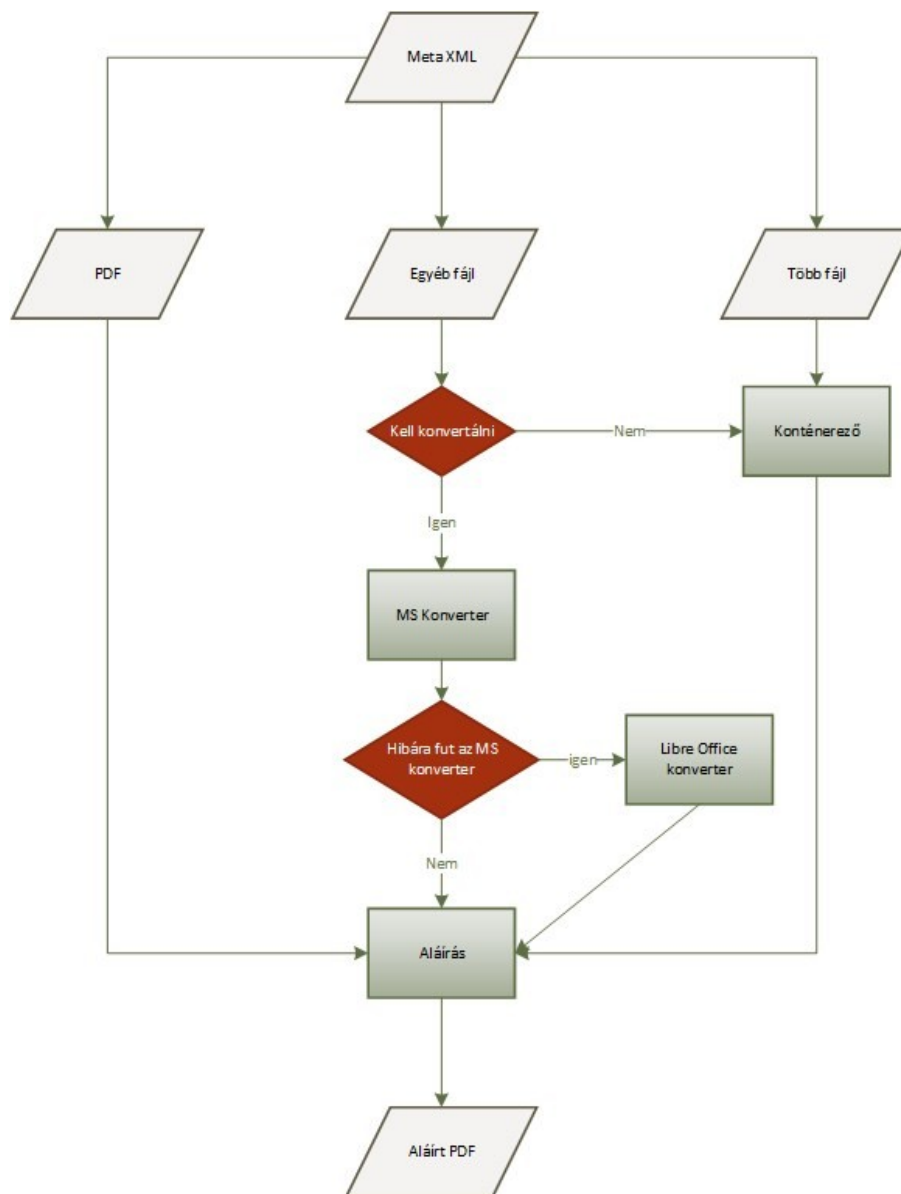 Meta XML
PDF
Egyéb fájl
Több fájl
Kell konvertálni
Nem
Konténerező
Igen
MS Konverter
Hibára fut az MS
konverter
igen
Libre Office
konverter
Nem
Aláírás
Aláírt PDF